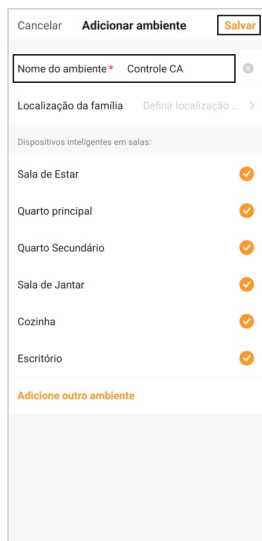 Cancelar Adicionar ambiente Salvar
Nome do ambiente * Controle CA
Localização da família Definir localização ... >
Dispositivos inteligentes em salas:
Sala de Estar
Quarto principal
Quarto Secundário
Sala de Jantar
Cozinha
Escritório
Adicione outro ambiente